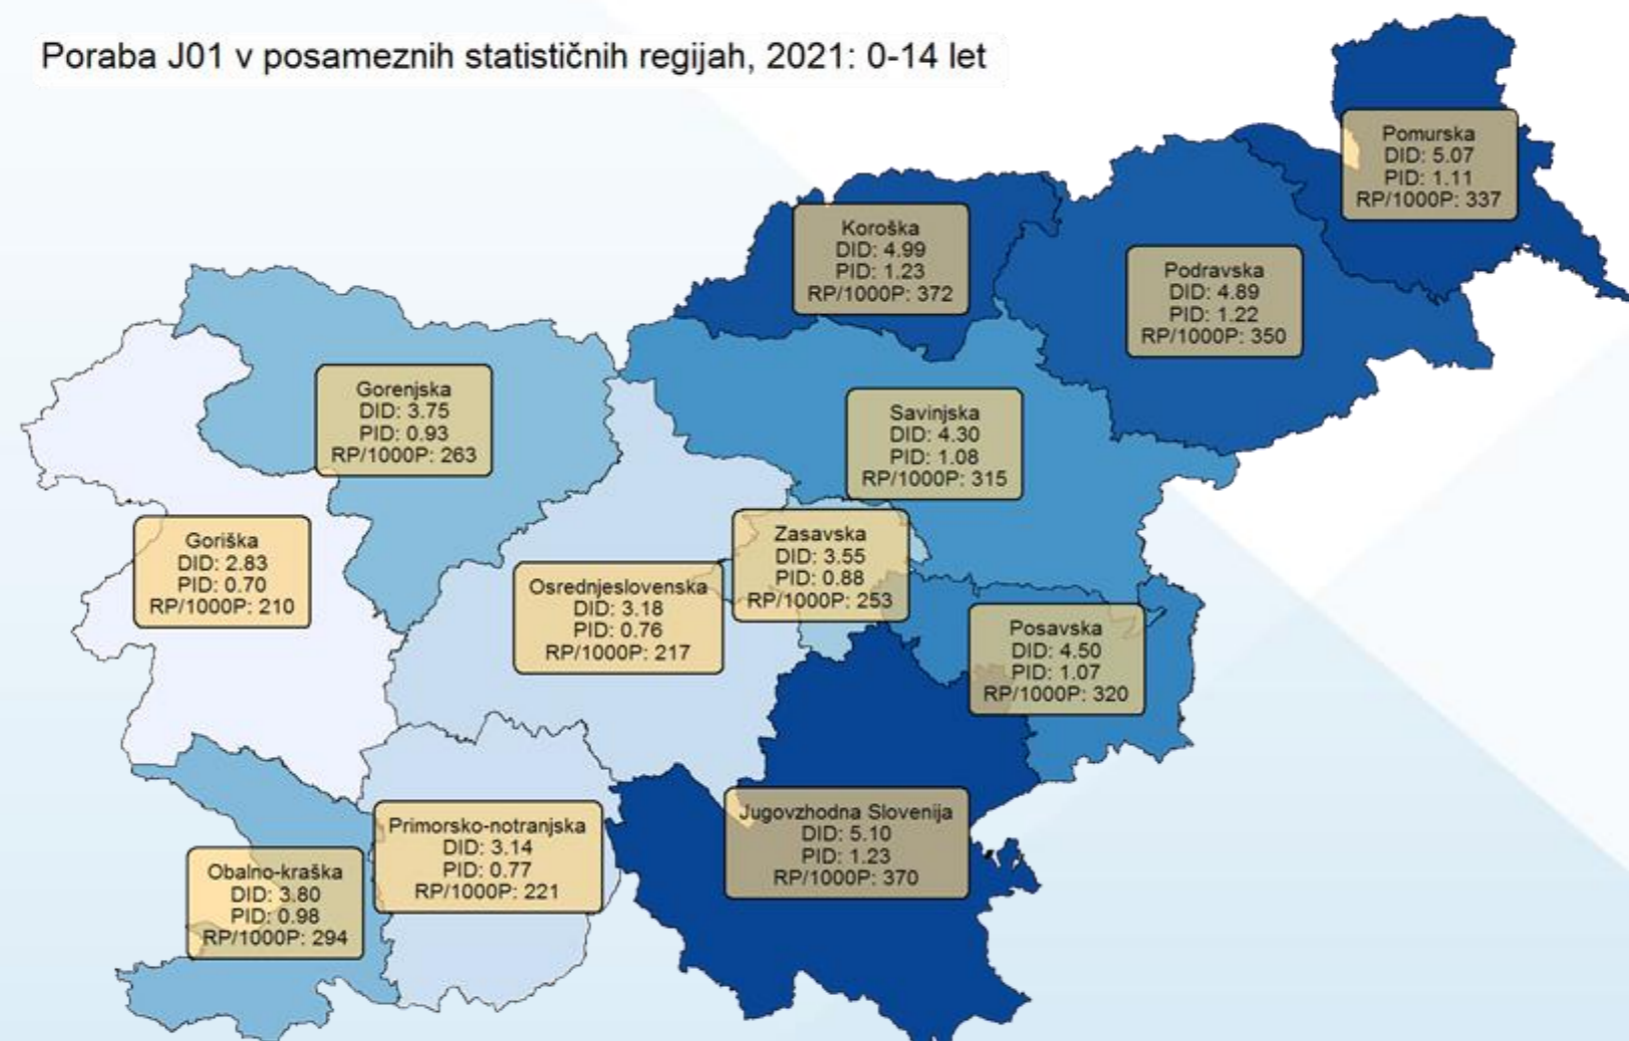 Poraba J01 v posameznih statističnih regijah, 2021: 0-14 let
Pomurska
DID: 5.07
PID: 1.11
RP/1000P: 337
Koroška
DID: 4.99
PID: 1.23
RP/1000P: 372
Podravska
DID: 4.89
PID: 1.22
RP/1000P: 350
Gorenjska
DID: 3.75
PID: 0.93
RP/1000P: 263
Savinjska
DID: 4.30
PID: 1.08
RP/1000P: 315
Goriška
DID: 2.83
PID: 0.70
RP/1000P: 210
Zasavska
DID: 3.55
PID: 0.88
RP/1000P: 253
Osrednjeslovenska
DID: 3.18
PID: 0.76
RP/1000P: 217
Posavska
DID: 4.50
PID: 1.07
RP/1000P: 320
Jugovzhodna Slovenija
DID: 5.10
PID: 1.23
RP/1000P: 370
Primorsko-notranjska
DID: 3.14
PID: 0.77
RP/1000P: 221
Obalno-kraška
DID: 3.80
PID: 0.98
RP/1000P: 294